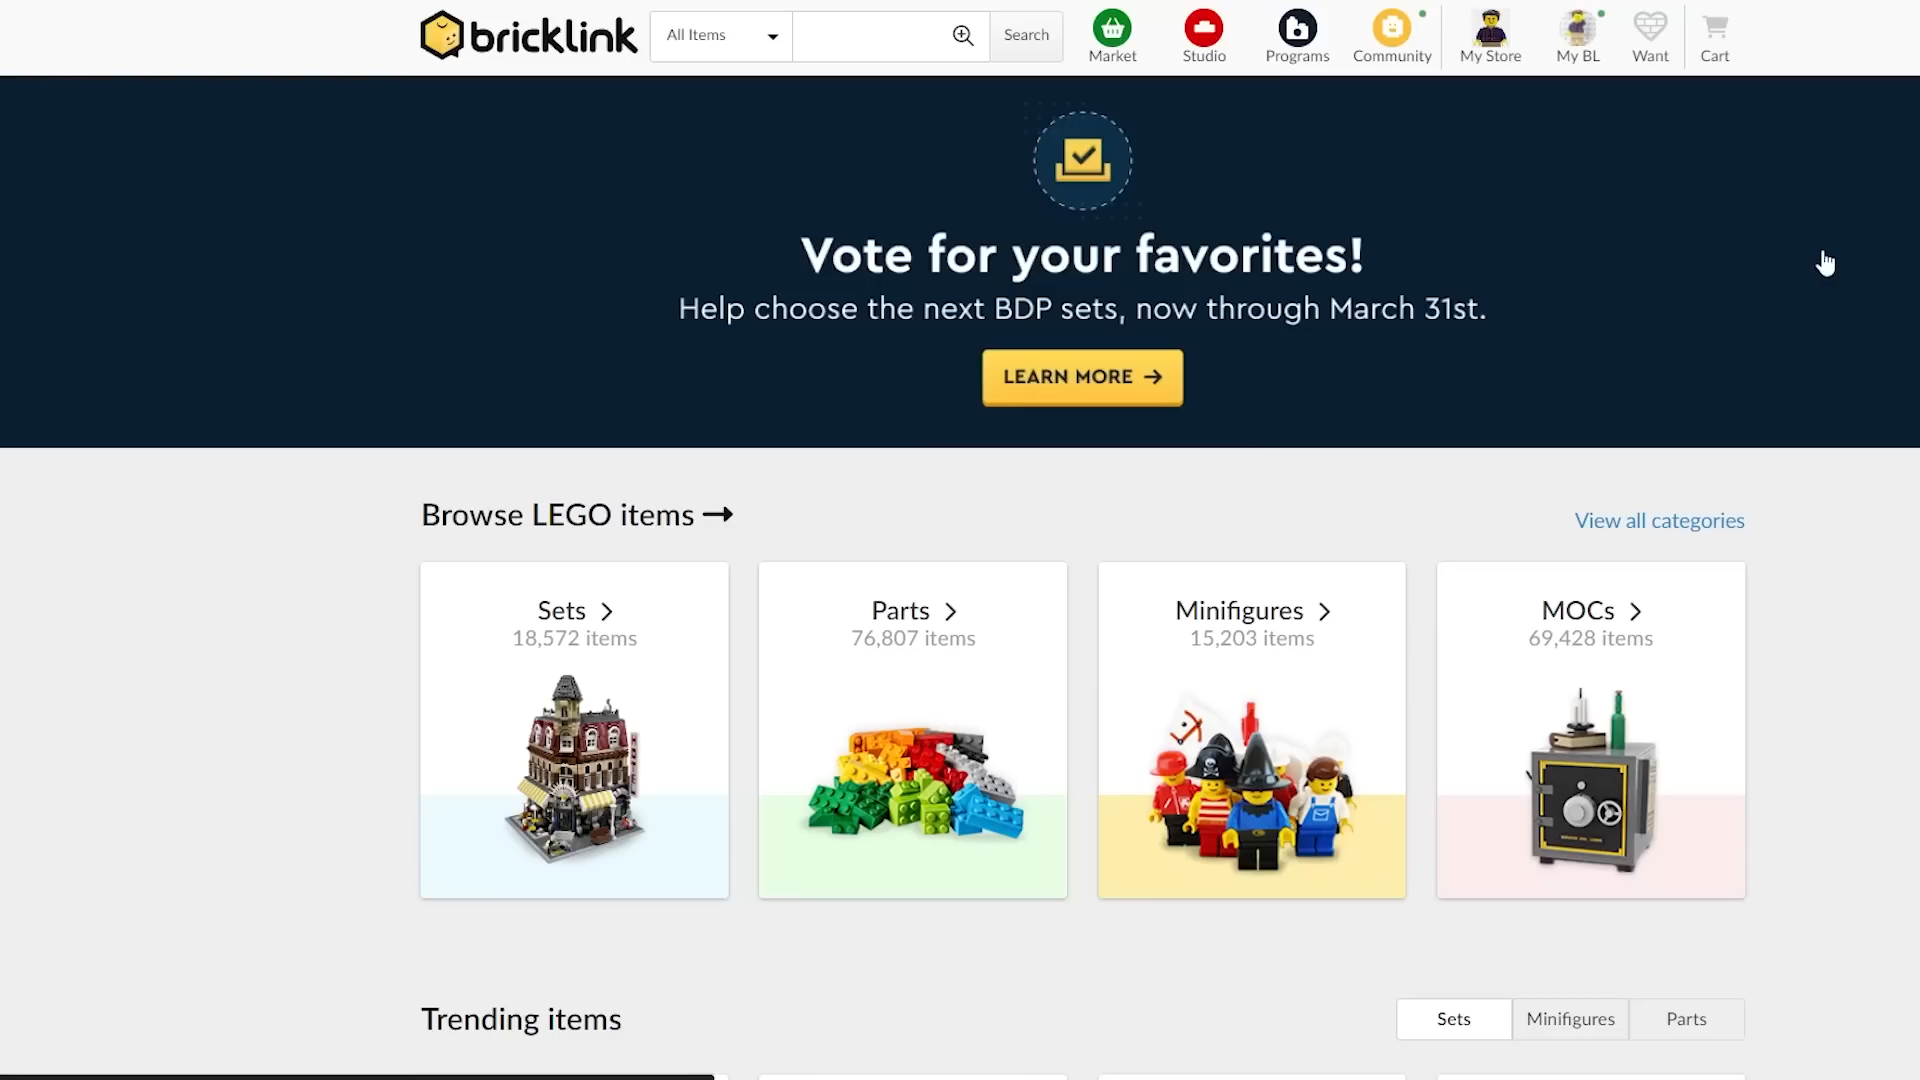 bricklink
All Items
Search
Market
Studio
Programs
Community
My Store
My BL
Want
Cart
Vote for your favorites!
Help choose the next BDP sets, now through March 31st.
LEARN MORE
Browse LEGO items
View all categories
Sets
18,572 items
Parts
76,807 items
Minifigures
15,203 items
MOCs
69,428 items
Trending items
Sets
Minifigures
Parts